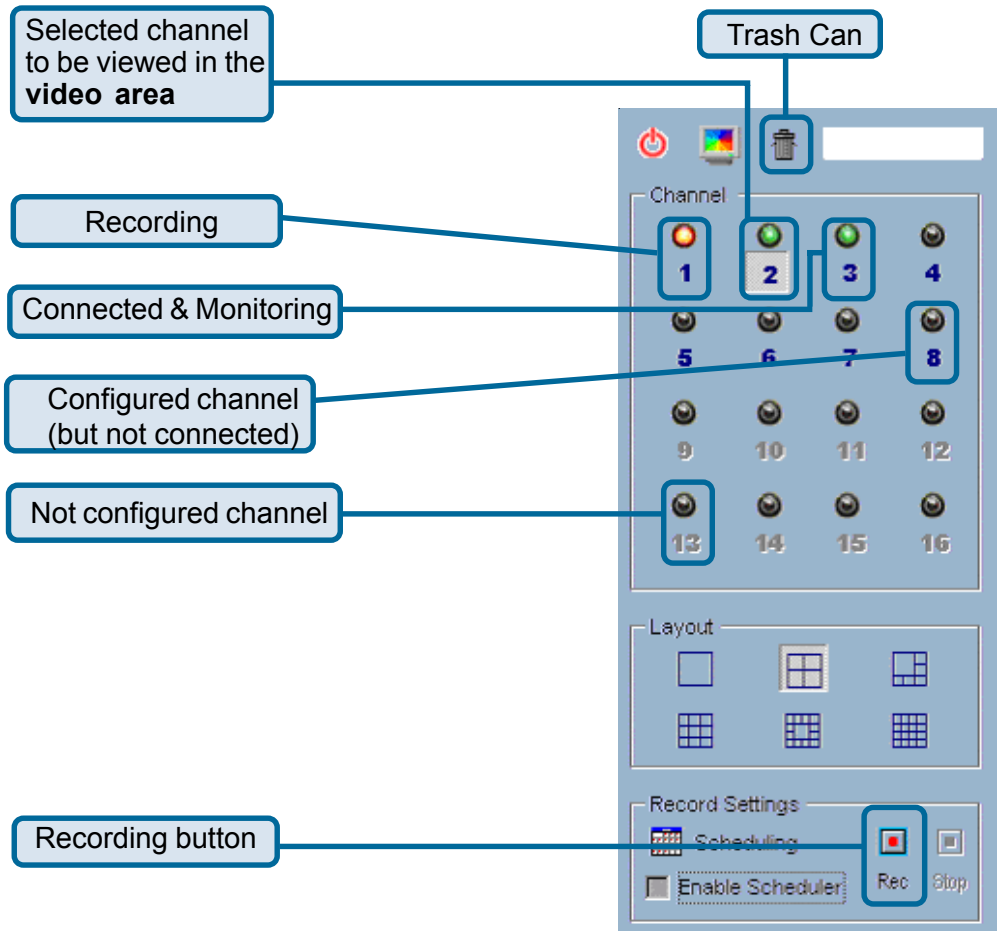 Selected channel
to be viewed in the
video area
Trash Can
Recording
Connected & Monitoring
Configured channel
(but not connected)
Not configured channel
Recording button
Channel
1 2 3 4
5 6 7 8
9 10 11 12
13 14 15 16
Layout
Record Settings
Scheduling
Enable Scheduler
Rec Stop